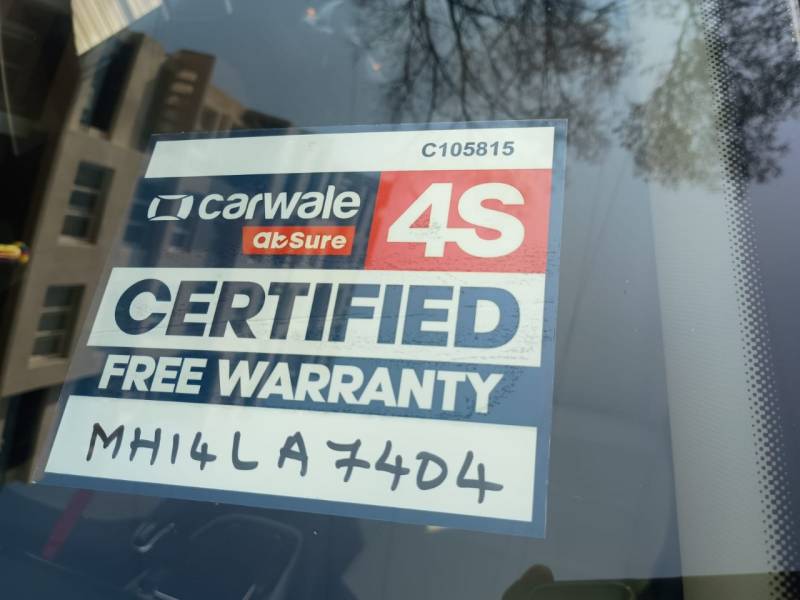 C105815
carwale 4S
abSure
CERTIFIED
FREE WARRANTY
MH14LA7404